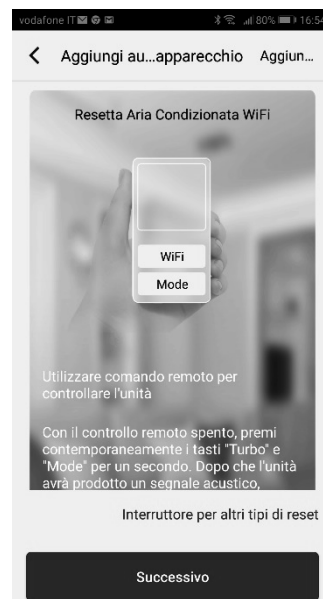 vodafone IT 80% 16:54
Aggiungi au...apparecchio Aggiun...
Resetta Aria Condizionata WiFi
WiFi
Mode
Utilizzare comando remoto per
controllare l'unità
Con il controllo remoto spento, premi
contemporaneamente i tasti "Turbo" e
"Mode" per un secondo. Dopo che l'unità
avrà prodotto un segnale acustico,
Interruttore per altri tipi di reset
Successivo